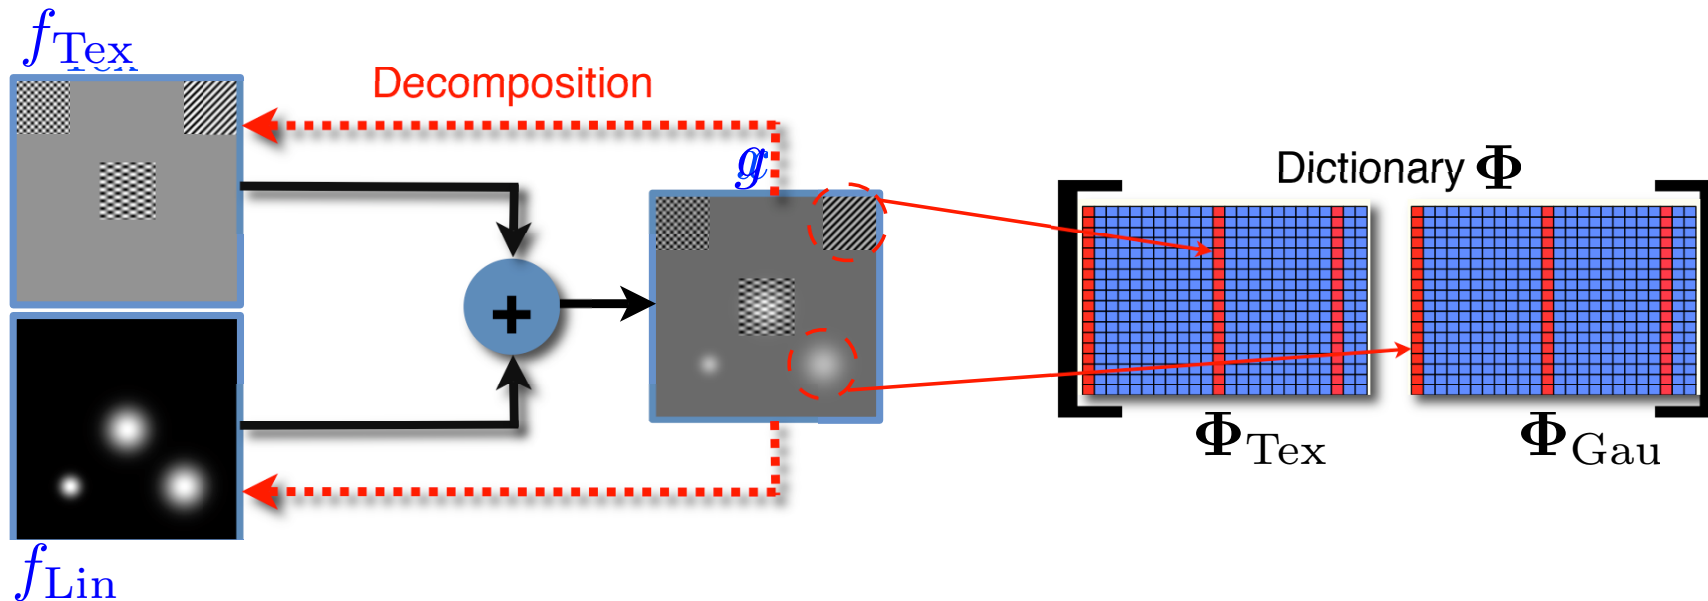 f_Tex
Decomposition
g
Dictionary Φ
+
Φ_Tex
Φ_Gau
f_Lin